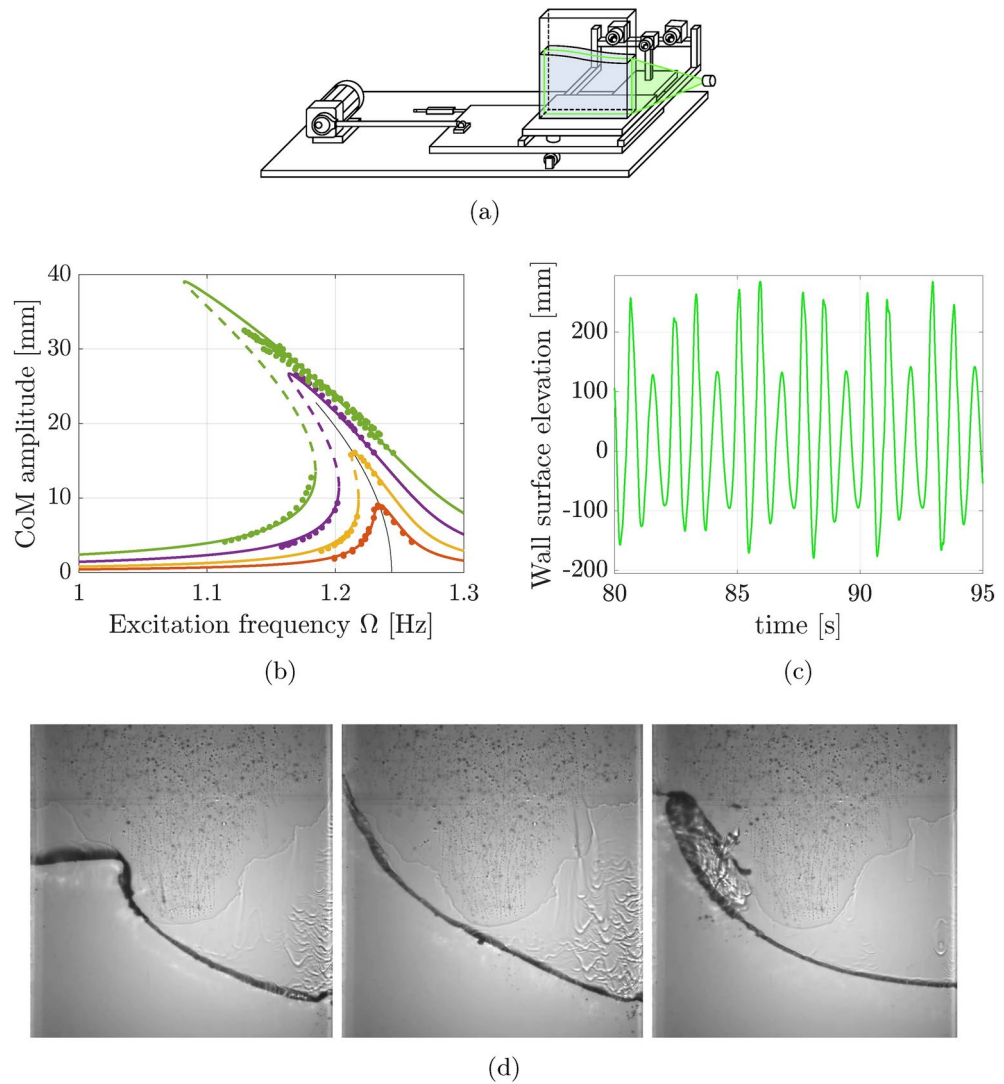 (a)
CoM amplitude [mm]
40
30
20
10
0
1
1.1
1.2
1.3
Excitation frequency Ω [Hz]
(b)
Wall surface elevation [mm]
200
100
0
-100
-200
80
85
90
95
time [s]
(c)
(d)